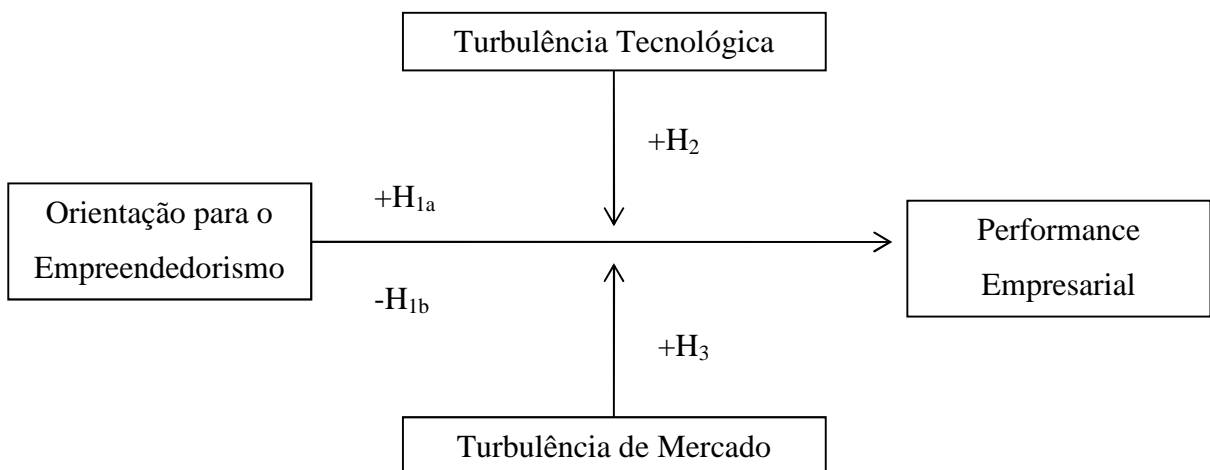 Turbulência Tecnológica
+H₂
+H₁ₐ
Orientação para o
Empreendedorismo
Performance
Empresarial
-H₁b
+H₃
Turbulência de Mercado